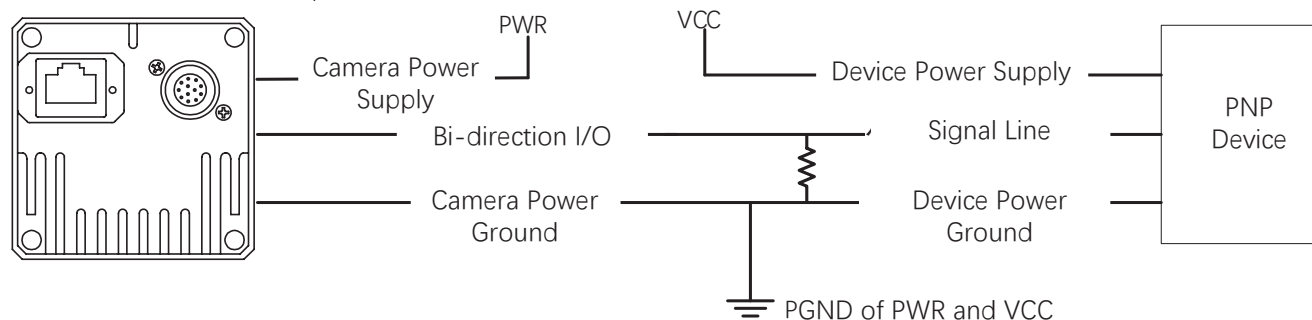 PWR
VCC
Camera Power
Supply
Device Power Supply
PNP
Device
Bi-direction I/O
Signal Line
Camera Power
Ground
Device Power
Ground
PGND of PWR and VCC